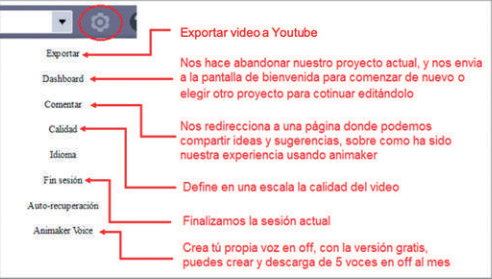 Exportar
Exportar video a Youtube
Dashboard
Nos hace abandonar nuestro proyecto actual, y nos envia
a la pantalla de bienvenida para comenzar de nuevo o
elegir otro proyecto para cotinuar editándolo
Comentar
Nos redirecciona a una página donde podemos
compartir ideas y sugerencias, sobre como ha sido
nuestra experiencia usando animaker
Calidad
Define en una escala la calidad del video
Idioma
Fin sesión
Finalizamos la sesión actual
Auto-recuperación
Animaker Voice
Crea tú propia voz en off, con la versión gratis,
puedes crear y descarga de 5 voces en off al mes